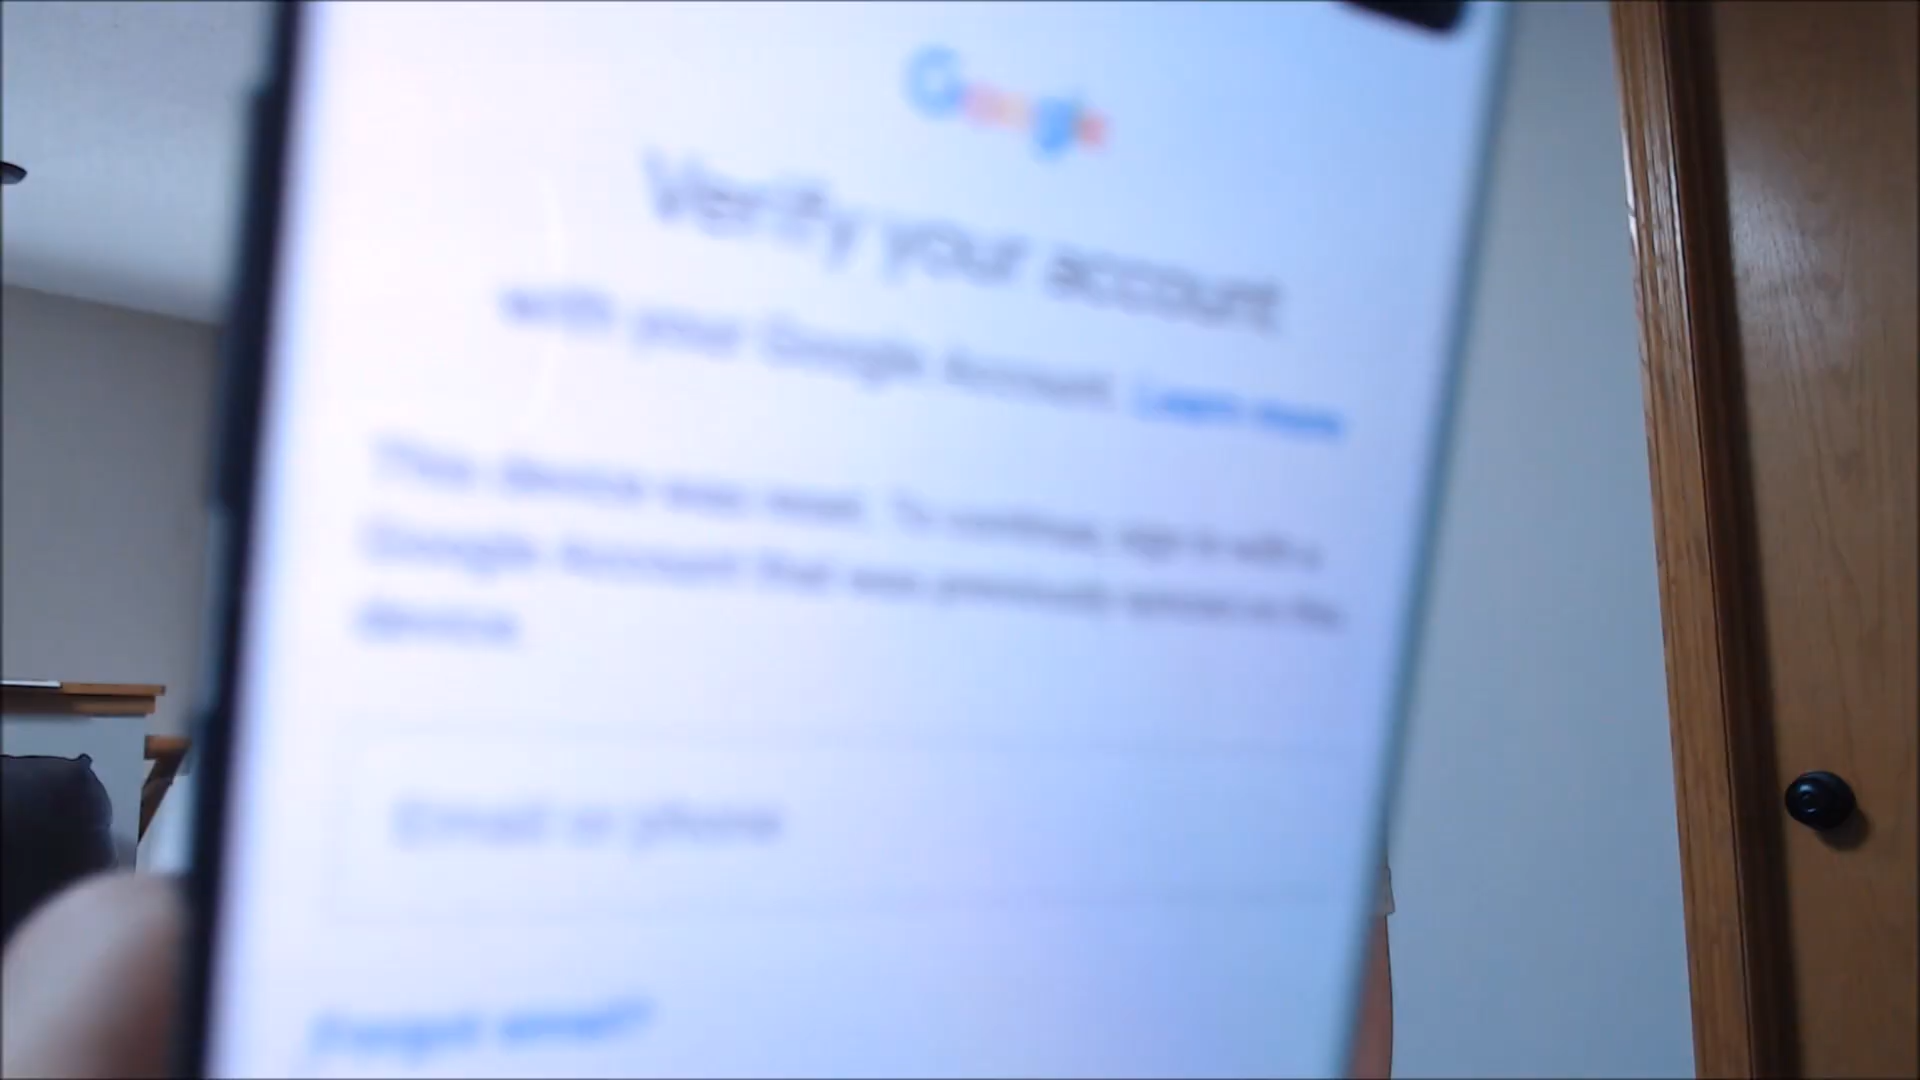 Google
Verify your account
with your Google Account. Learn more
This device was reset. To continue, sign in with a
Google Account that was previously synced on this
device.
Email or phone
Forgot email?